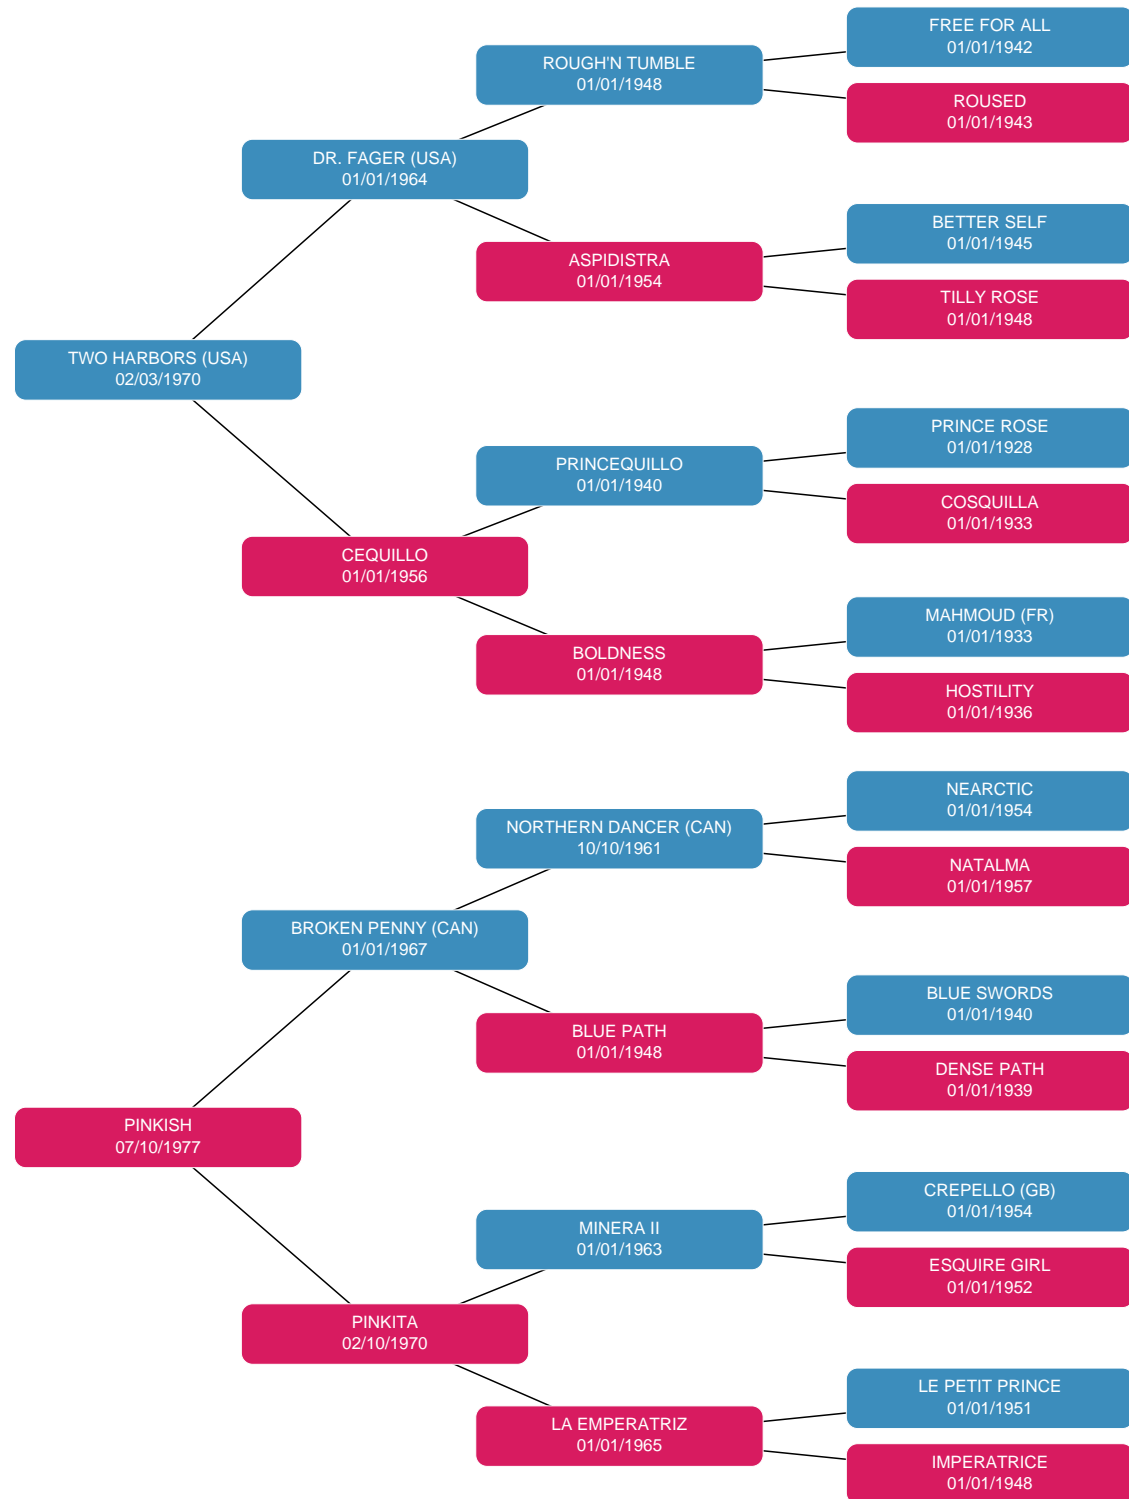 FREE FOR ALL
01/01/1942
ROUGH'N TUMBLE
01/01/1948
ROUSED
01/01/1943
DR. FAGER (USA)
01/01/1964
BETTER SELF
01/01/1945
ASPIDISTRA
01/01/1954
TILLY ROSE
01/01/1948
TWO HARBORS (USA)
02/03/1970
PRINCE ROSE
01/01/1928
PRINCEQUILLO
01/01/1940
COSQUILLA
01/01/1933
CEQUILLO
01/01/1956
MAHMOUD (FR)
01/01/1933
BOLDNESS
01/01/1948
HOSTILITY
01/01/1936
NEARCTIC
01/01/1954
NORTHERN DANCER (CAN)
10/10/1961
NATALMA
01/01/1957
BROKEN PENNY (CAN)
01/01/1967
BLUE SWORDS
01/01/1940
BLUE PATH
01/01/1948
DENSE PATH
01/01/1939
PINKISH
07/10/1977
CREPELLO (GB)
01/01/1954
MINERA II
01/01/1963
ESQUIRE GIRL
01/01/1952
PINKITA
02/10/1970
LE PETIT PRINCE
01/01/1951
LA EMPERATRIZ
01/01/1965
IMPERATRICE
01/01/1948